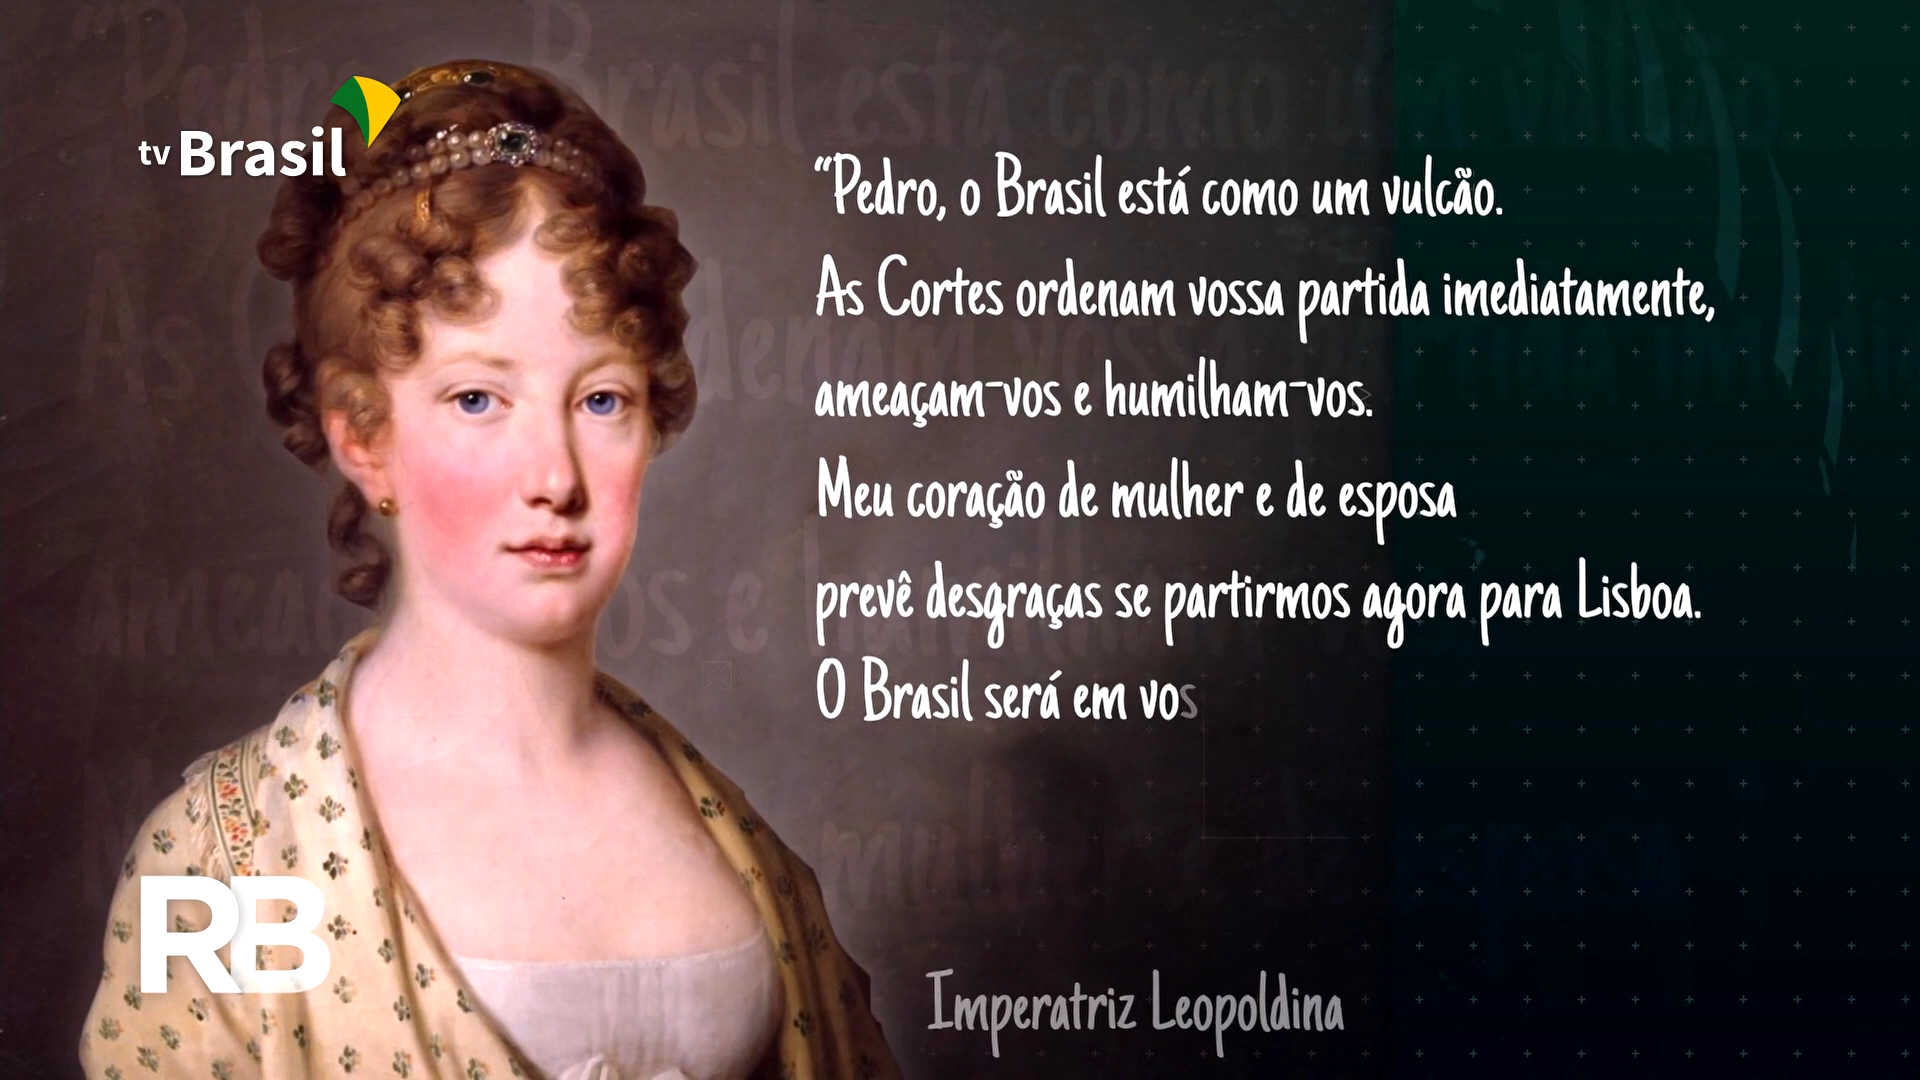 tv Brasil
“Pedro, o Brasil está como um vulcão.
As Cortes ordenam vossa partida imediatamente,
ameaçam-vos e humilham-vos.
Meu coração de mulher e de esposa
prevê desgraças se partirmos agora para Lisboa.
O Brasil será em vos
RB
Imperatriz Leopoldina